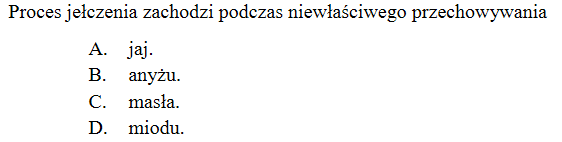 Proces jełczenia zachodzi podczas niewłaściwego przechowywania
A. jaj.
B. anyżu.
C. masła.
D. miodu.